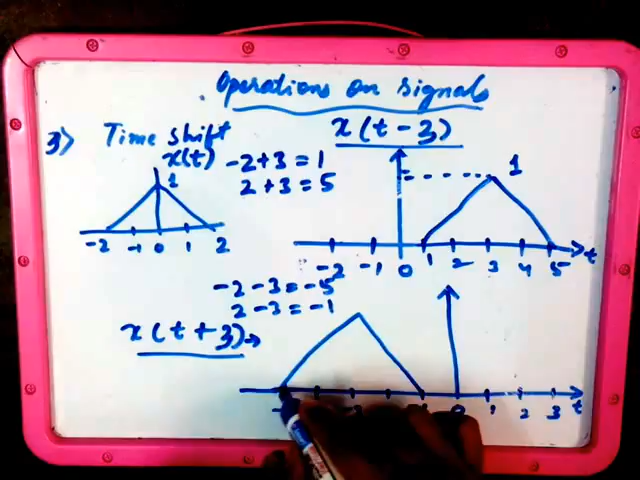 Operations on signals
3) Time shift
x(t)
1
-2 -1 0 1 2
-2+3=1
2+3=5
x(t-3)
1
-2 -1 0 1 2 3 4 5 t
-2-3=-5
2-3=-1
x(t+3)→
0 1 2 3 t